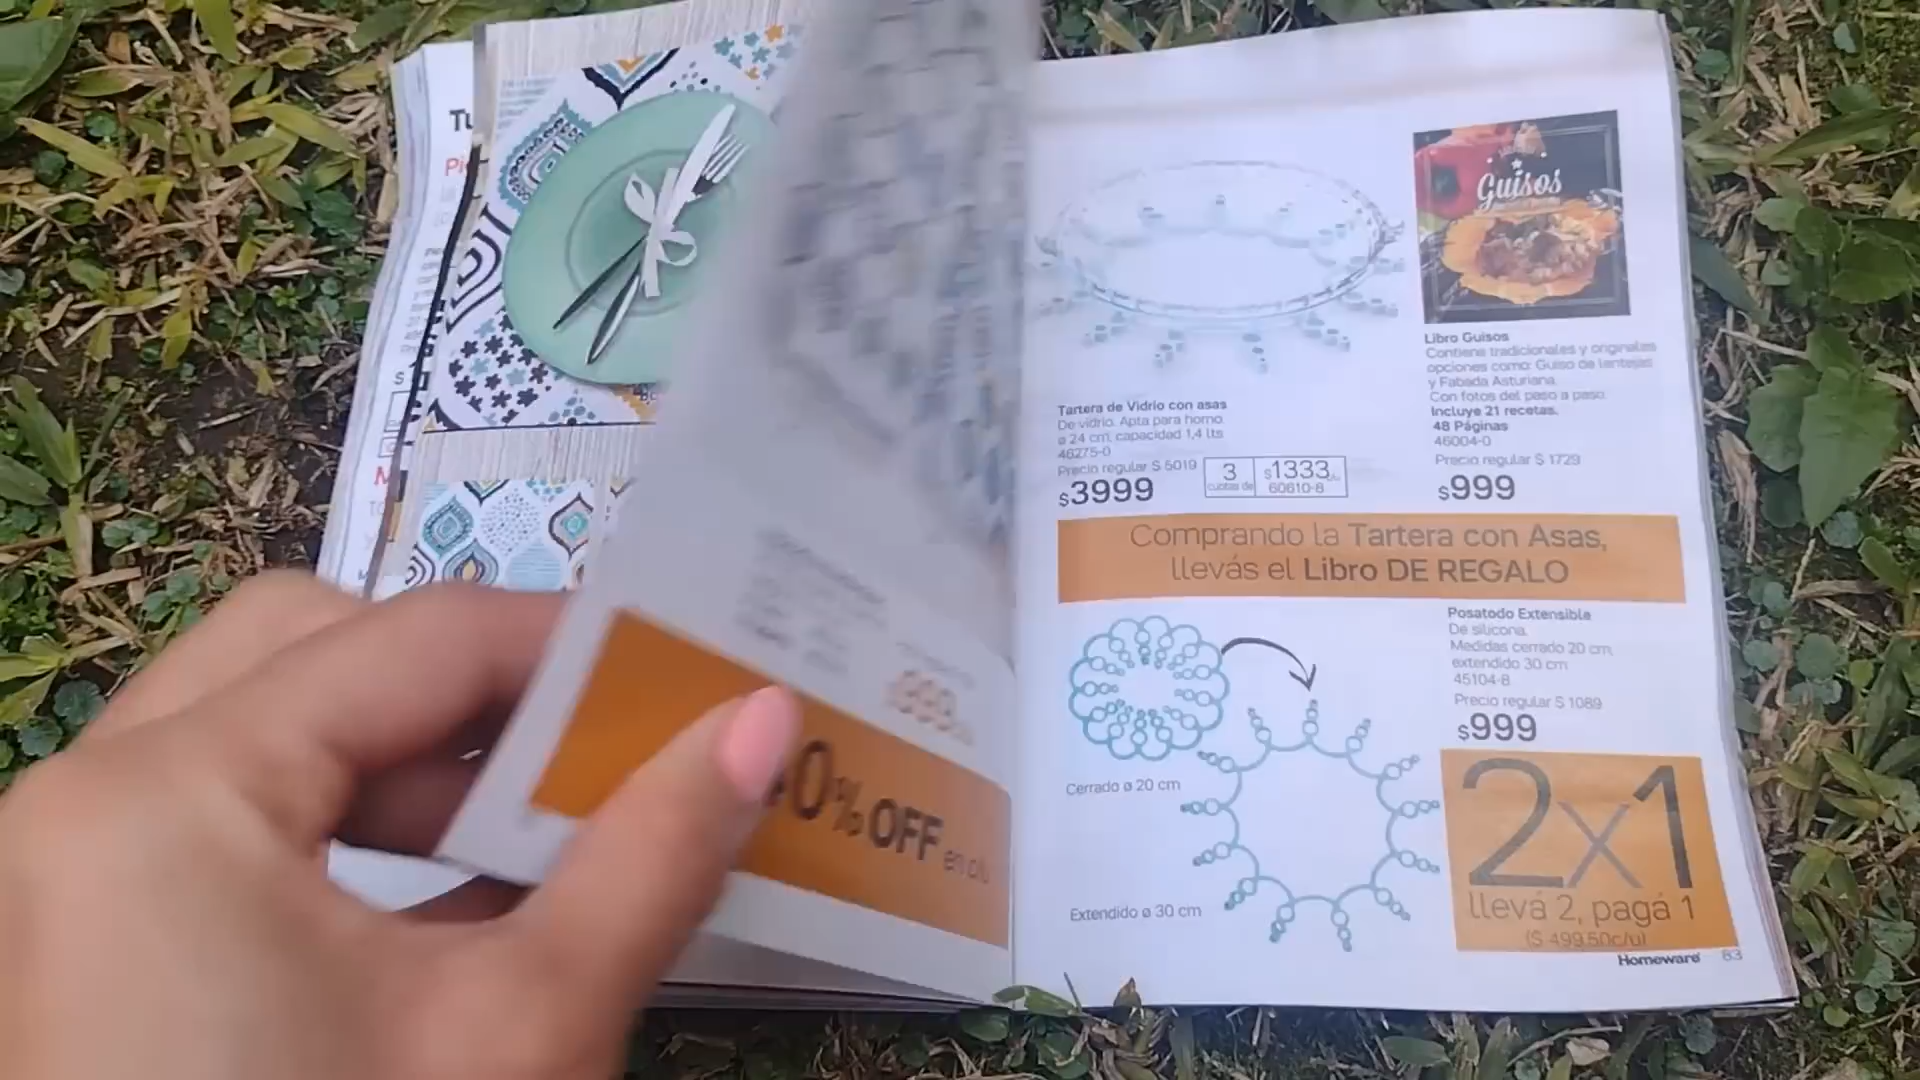 40% OFF en c/u
Guisos
Libro Guisos
Contiene tradicionales y originales
opciones como: Guiso de lentejas
y Fabada Asturiana.
Con fotos del paso a paso.
Incluye 21 recetas.
48 Páginas
46004-0
Precio regular $ 1729
$999
Tartera de Vidrio con asas
De vidrio. Apta para horno.
ø 24 cm, capacidad 1,4 lts
46275-0
Precio regular $ 5019
$3999
3 cuotas de
$1333 c/u
60610-8
Comprando la Tartera con Asas,
llevás el Libro DE REGALO
Posatodo Extensible
De silicona.
Medidas cerrado 20 cm,
extendido 30 cm
45104-8
Precio regular $ 1089
$999
Cerrado ø 20 cm
Extendido ø 30 cm
2x1
llevá 2, pagá 1
($ 499,50c/u)
Homeware 83